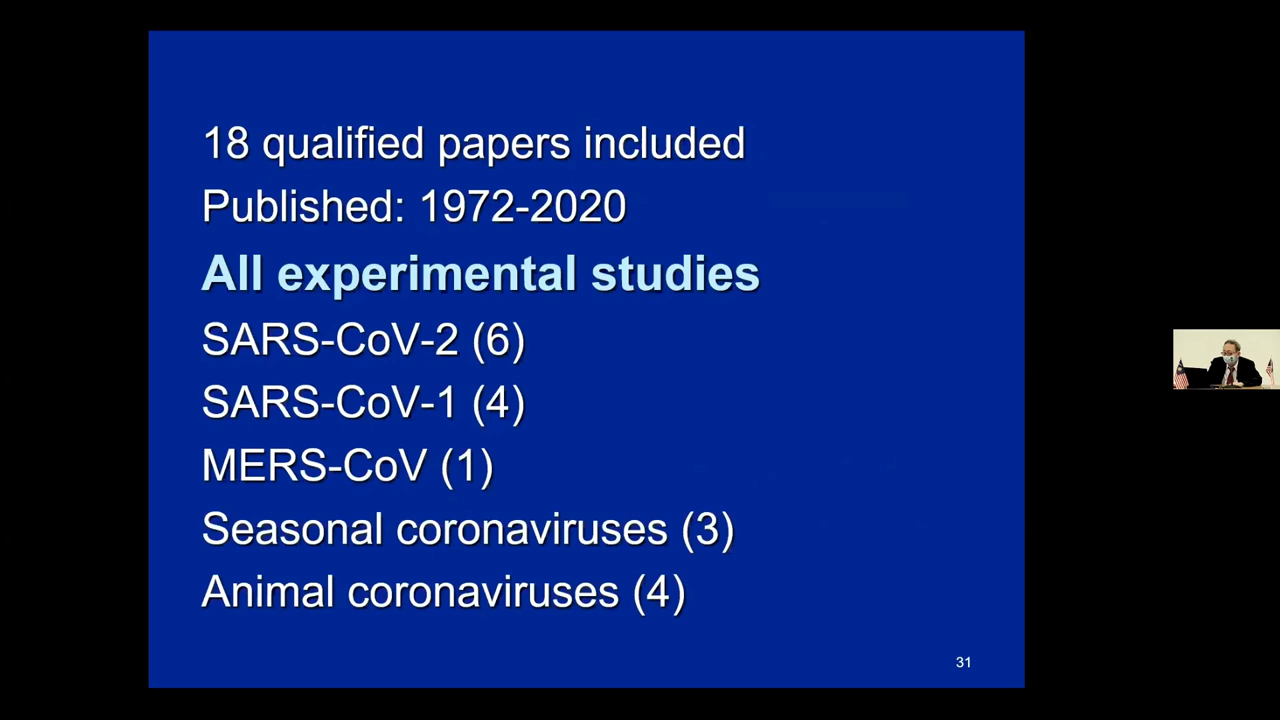 18 qualified papers included
Published: 1972-2020
All experimental studies
SARS-CoV-2 (6)
SARS-CoV-1 (4)
MERS-CoV (1)
Seasonal coronaviruses (3)
Animal coronaviruses (4)
31